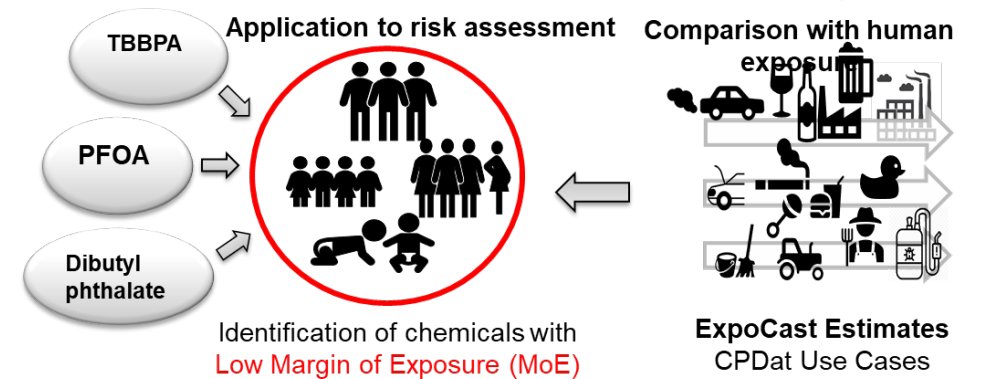 TBBPA
PFOA
Dibutyl
phthalate
Application to risk assessment
Identification of chemicals with
Low Margin of Exposure (MoE)
Comparison with human
exposure
ExpoCast Estimates
CPDat Use Cases